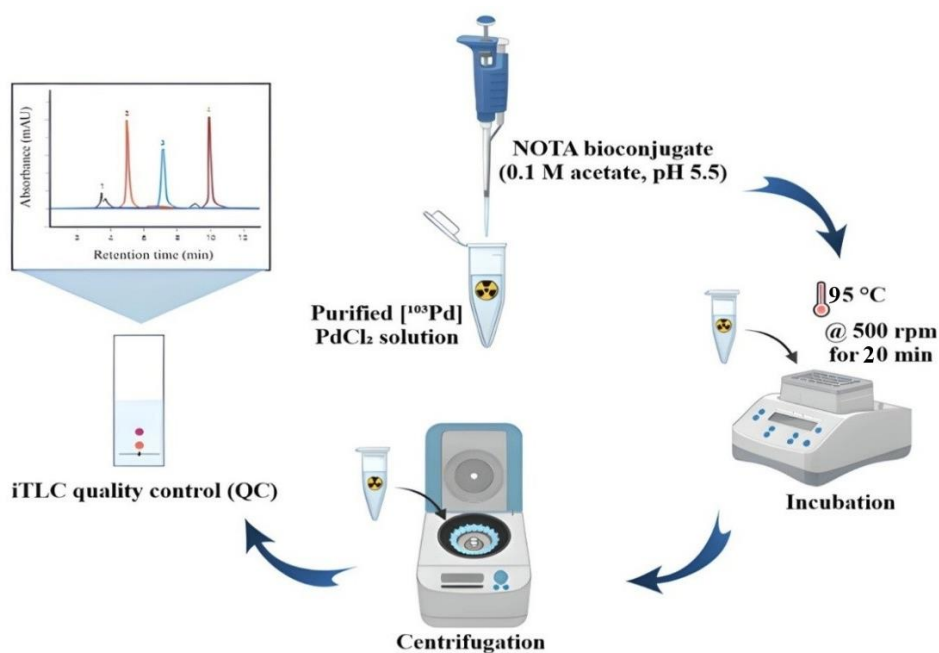 Absorbance (mAU)
1
2
3
4
4 6 8 10 12
Retention time (min)
NOTA bioconjugate
(0.1 M acetate, pH 5.5)
Purified [¹⁰³Pd]
PdCl₂ solution
95 °C
@ 500 rpm
for 20 min
Incubation
Centrifugation
iTLC quality control (QC)